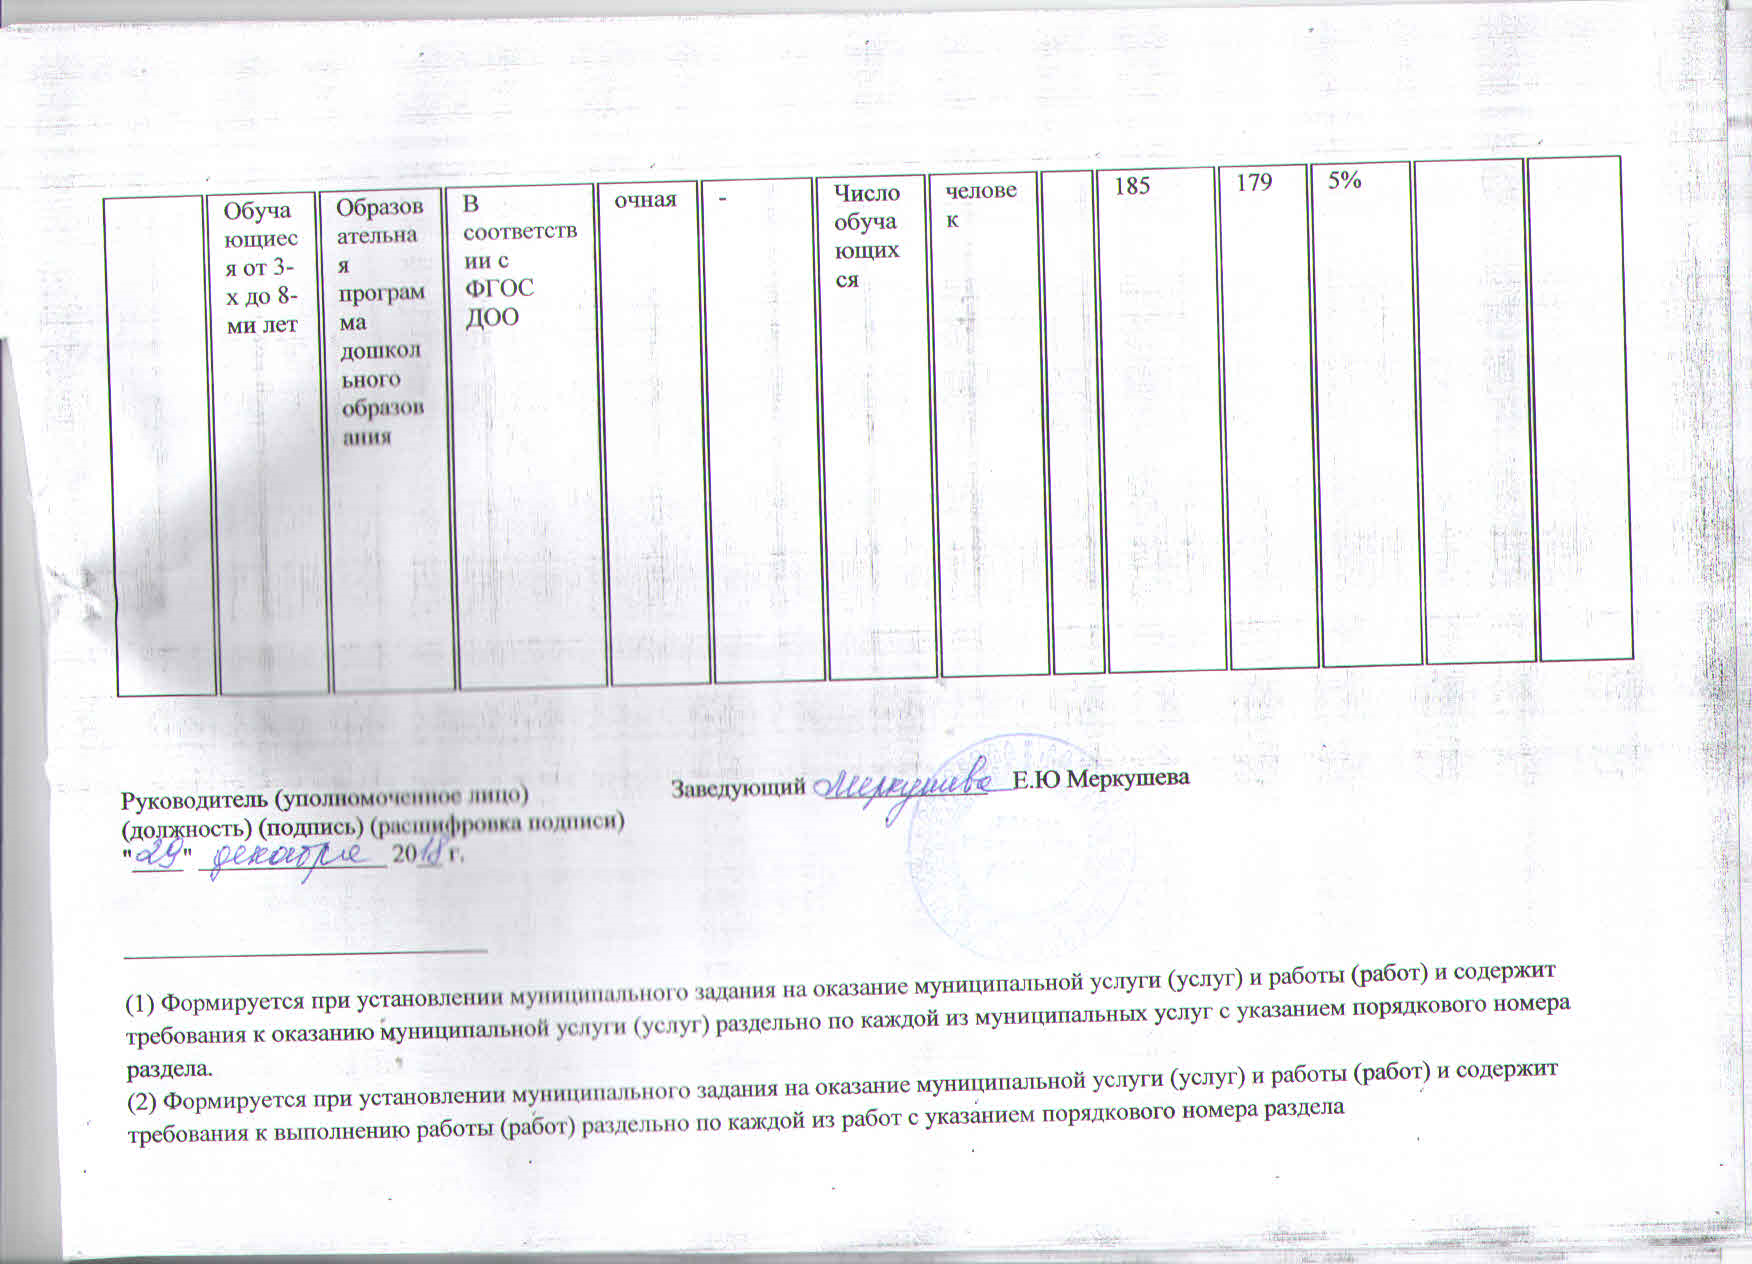 Обуча
ющиес
я от 3-
х до 8-
ми лет
Образов
ательна
я
програм
ма
дошкол
ьного
образов
ания
В
соответств
ии с
ФГОС
ДОО
очная
-
Число
обуча
ющих
ся
челове
к
185
179
5%
Руководитель (уполномоченное лицо) Заведующий Меркушева Е.Ю Меркушева
(должность) (подпись) (расшифровка подписи)
"29" декабря 2018 г.
(1) Формируется при установлении муниципального задания на оказание муниципальной услуги (услуг) и работы (работ) и содержит
требования к оказанию муниципальной услуги (услуг) раздельно по каждой из муниципальных услуг с указанием порядкового номера
раздела.
(2) Формируется при установлении муниципального задания на оказание муниципальной услуги (услуг) и работы (работ) и содержит
требования к выполнению работы (работ) раздельно по каждой из работ с указанием порядкового номера раздела